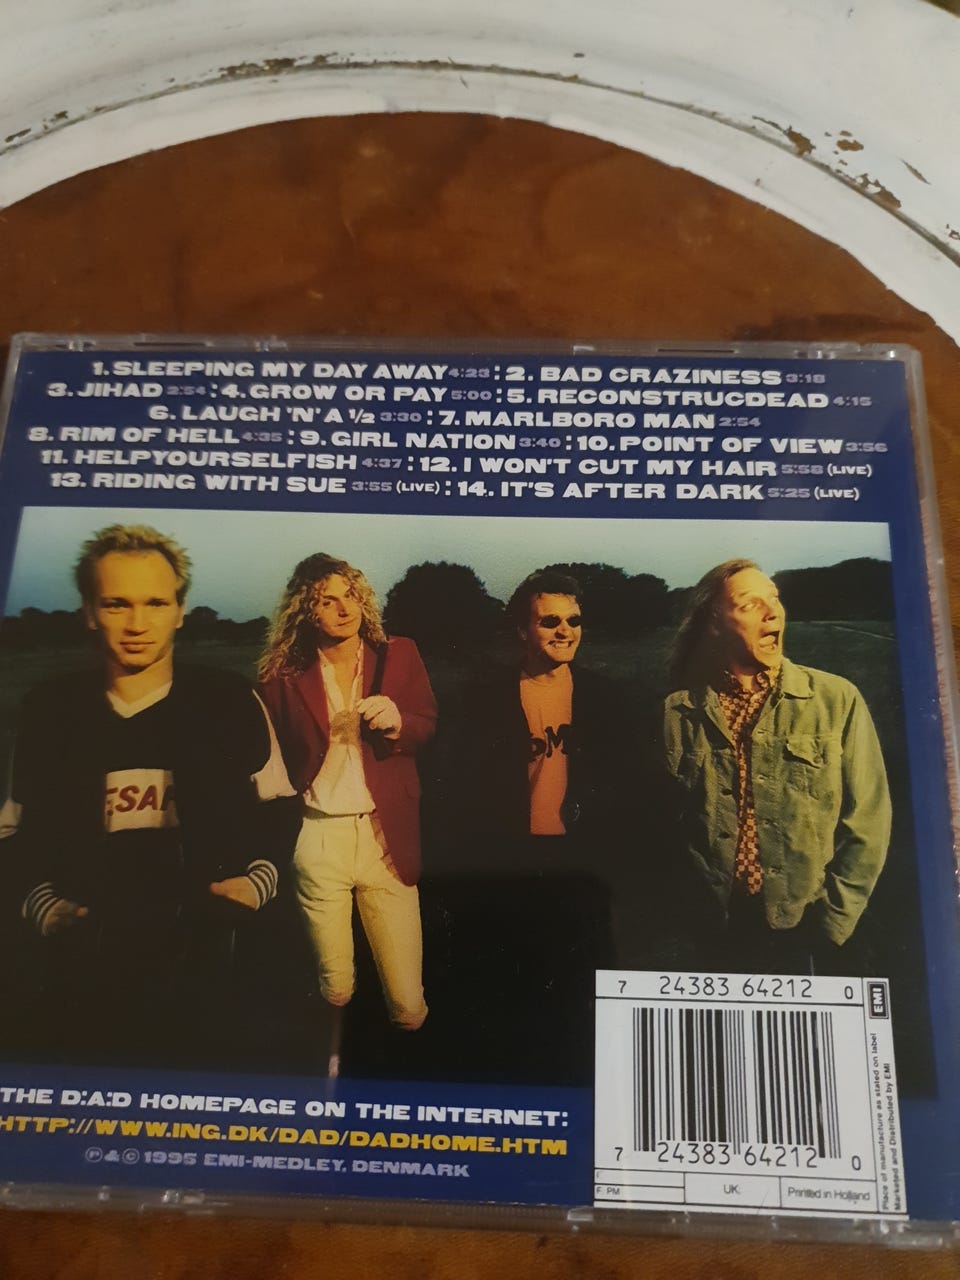 1. SLEEPING MY DAY AWAY 4:23 : 2. BAD CRAZINESS 3:18
3. JIHAD 2:54 : 4. GROW OR PAY 5:00 : 5. RECONSTRUCDEAD 4:15
6. LAUGH 'N' A ½ 3:30 : 7. MARLBORO MAN 2:54
8. RIM OF HELL 4:35 : 9. GIRL NATION 3:40 : 10. POINT OF VIEW 3:56
11. HELPYOURSELFISH 4:37 : 12. I WON'T CUT MY HAIR 5:58 (LIVE)
13. RIDING WITH SUE 3:55 (LIVE) : 14. IT'S AFTER DARK 5:25 (LIVE)
ESAR
7 24383 64212 0
EMI
Place of manufacture as stated on label
Marketed and Distributed by EMI
7 24383 64212 0
F: PM
UK:
Printed in Holland
THE D:A:D HOMEPAGE ON THE INTERNET:
HTTP://WWW.ING.DK/DAD/DADHOME.HTM
℗ & © 1995 EMI-MEDLEY, DENMARK